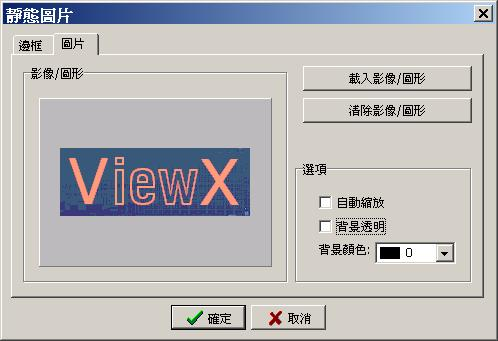 靜態圖片
邊框
圖片
影像/圖形
ViewX
載入影像/圖形
清除影像/圖形
選項
自動縮放
背景透明
背景顏色:
0
確定
取消